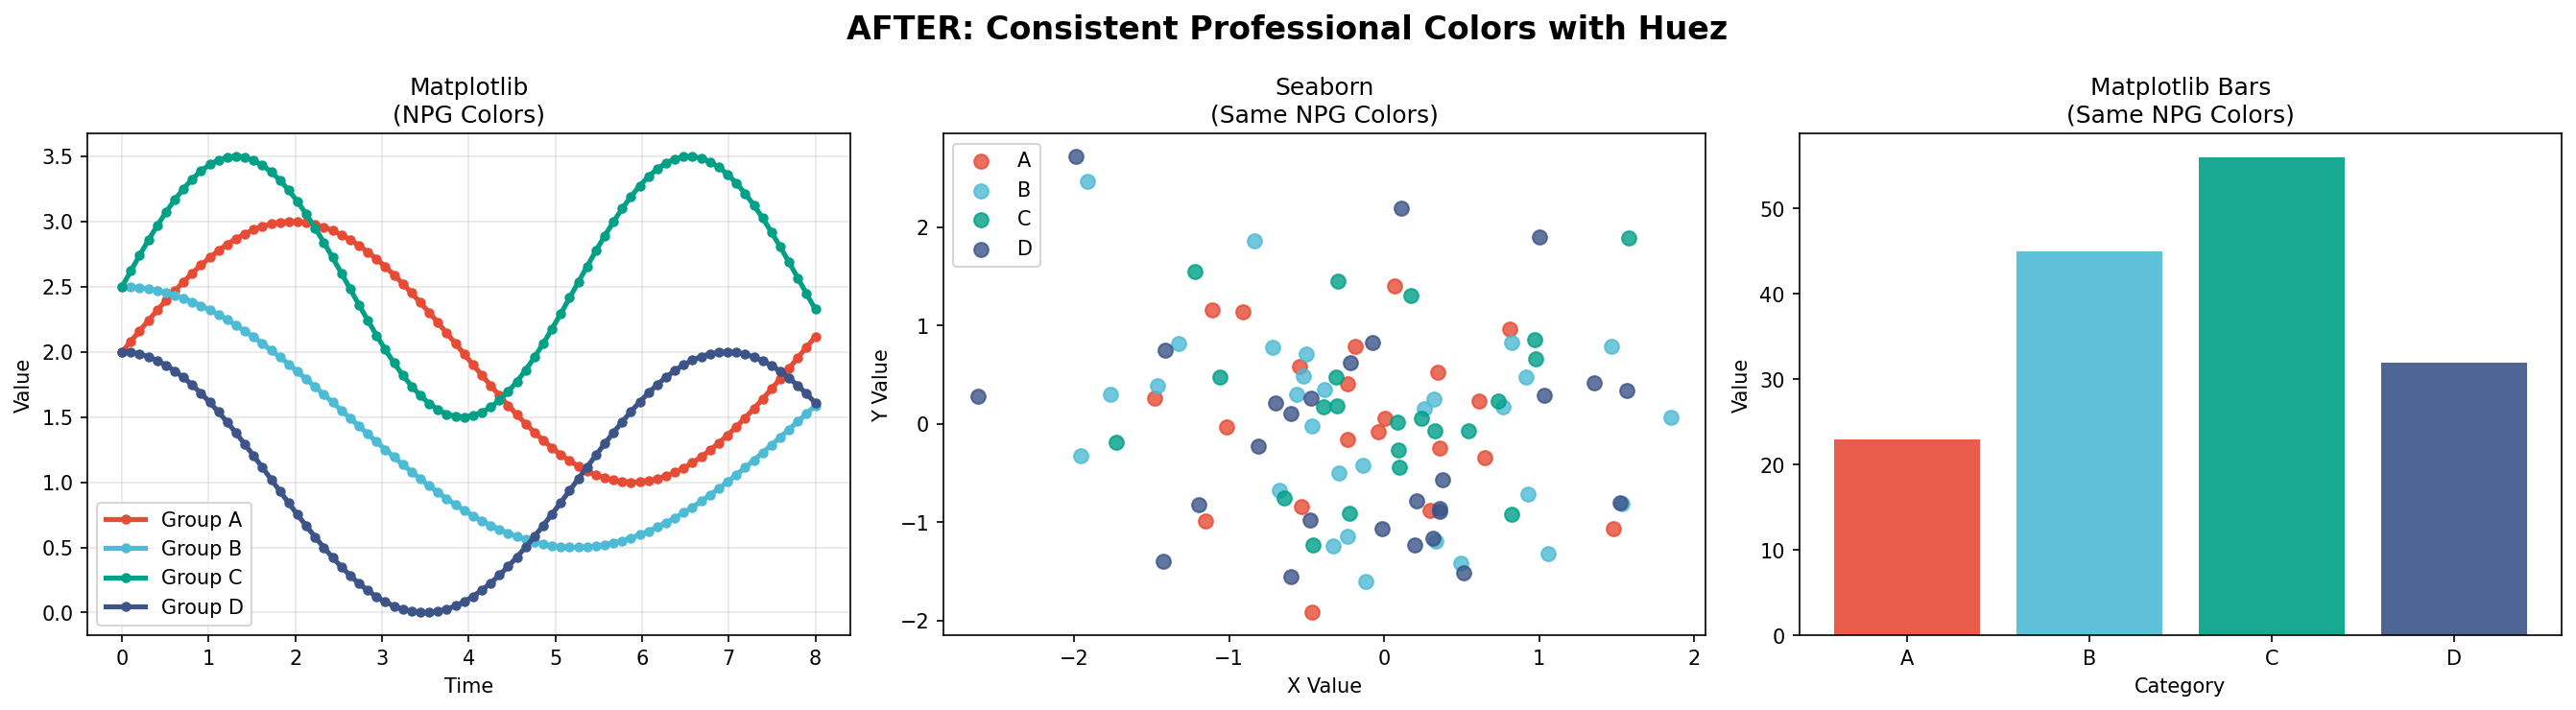 AFTER: Consistent Professional Colors with Huez
Matplotlib
(NPG Colors)
3.5
3.0
2.5
2.0
1.5
1.0
0.5
0.0
Value
Group A
Group B
Group C
Group D
0 1 2 3 4 5 6 7 8
Time
Seaborn
(Same NPG Colors)
A
B
C
D
2
1
0
−1
−2
Y Value
−2 −1 0 1 2
X Value
Matplotlib Bars
(Same NPG Colors)
50
40
30
20
10
0
Value
A B C D
Category